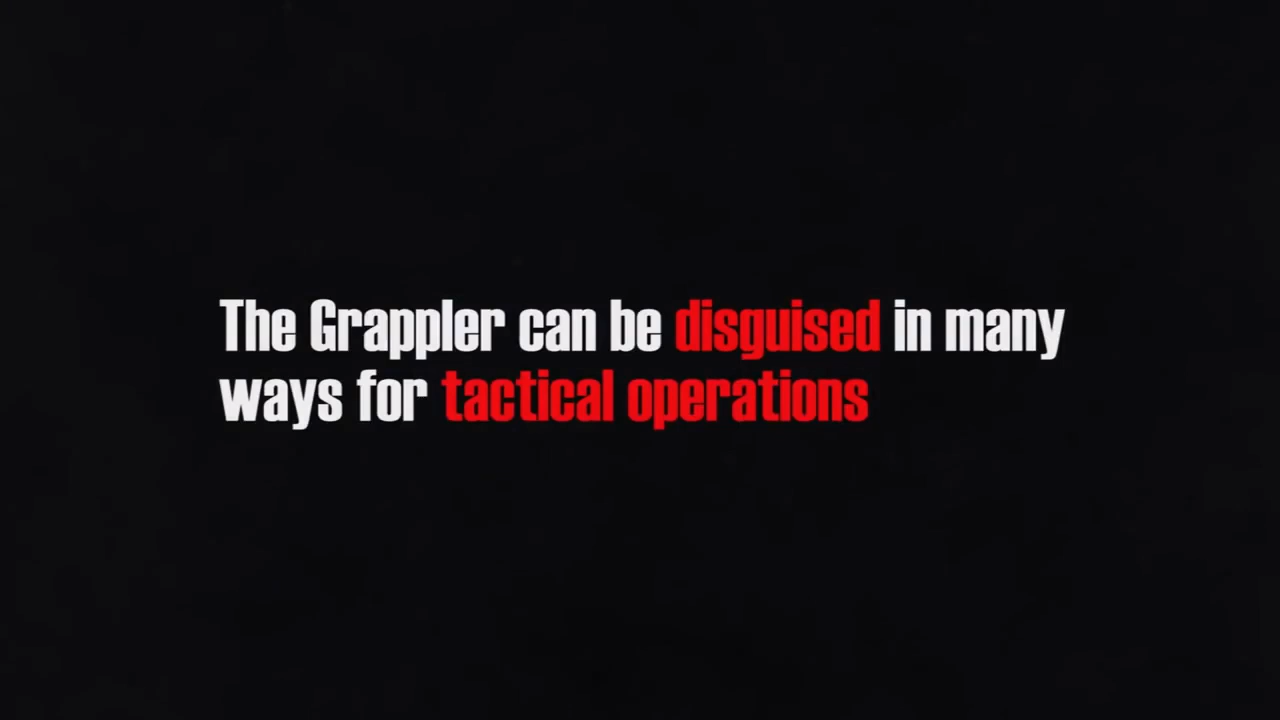 The Grappler can be disguised in many
ways for tactical operations